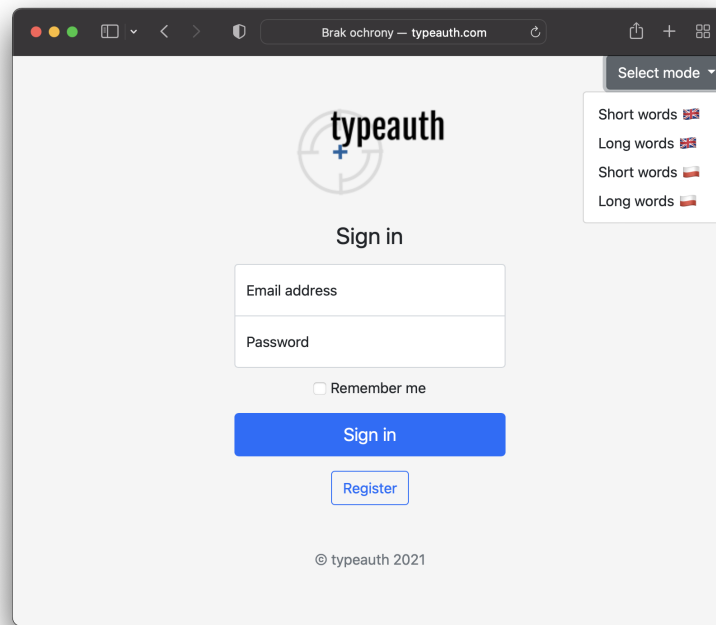 Brak ochrony — typeauth.com
Select mode
Short words
Long words
Short words
Long words
typeauth
Sign in
Email address
Password
Remember me
Sign in
Register
© typeauth 2021